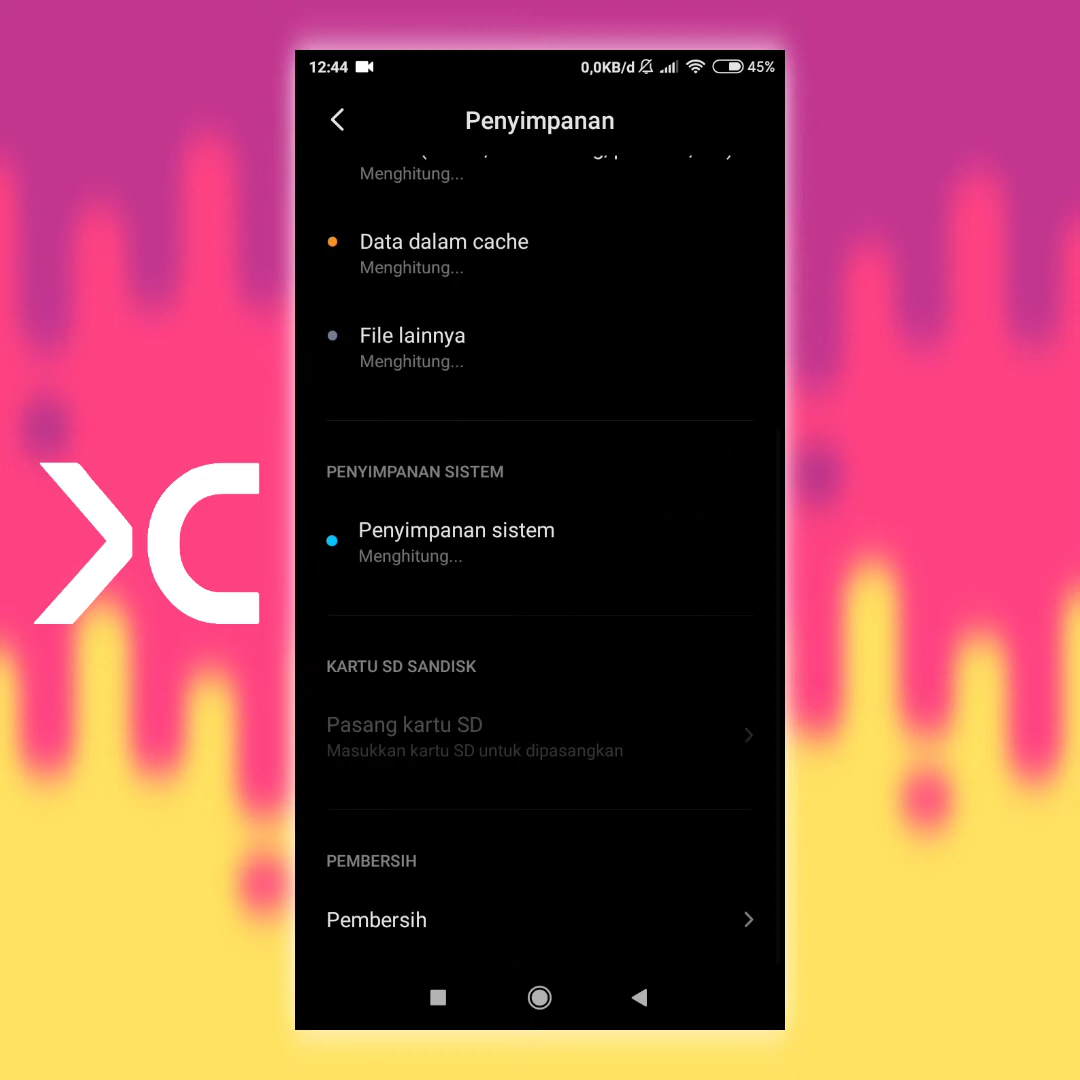 12:44 0,0KB/d 45%
Penyimpanan
Menghitung...
Data dalam cache
Menghitung...
File lainnya
Menghitung...
PENYIMPANAN SISTEM
Penyimpanan sistem
Menghitung...
KARTU SD SANDISK
Pasang kartu SD
Masukkan kartu SD untuk dipasangkan
PEMBERSIH
Pembersih
XC